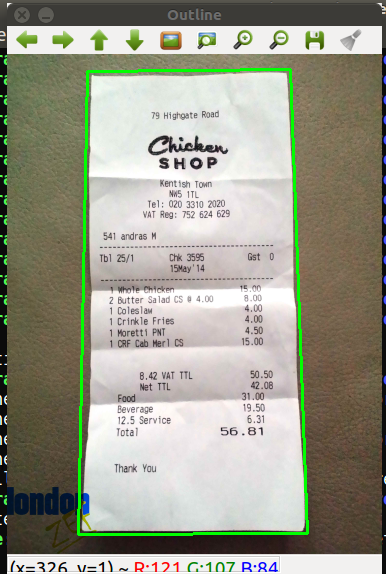 Outline
79 Highgate Road
Chicken
SHOP
Kentish Town
NW5 1TL
Tel: 020 3310 2020
VAT Reg: 752 624 629
541 andras M
Tbl 25/1 Chk 3595 Gst 0
15May'14
1 Whole Chicken 15.00
2 Butter Salad CS @ 4.00 8.00
1 Coleslaw 4.00
1 Crinkle Fries 4.00
1 Moretti PNT 4.50
1 CRF Cab Merl CS 15.00
8.42 VAT TTL 50.50
Net TTL 42.08
Food 31.00
Beverage 19.50
12.5 Service 6.31
Total 56.81
Thank You
london
(x=326, y=1) ~ R:121 G:107 B:84